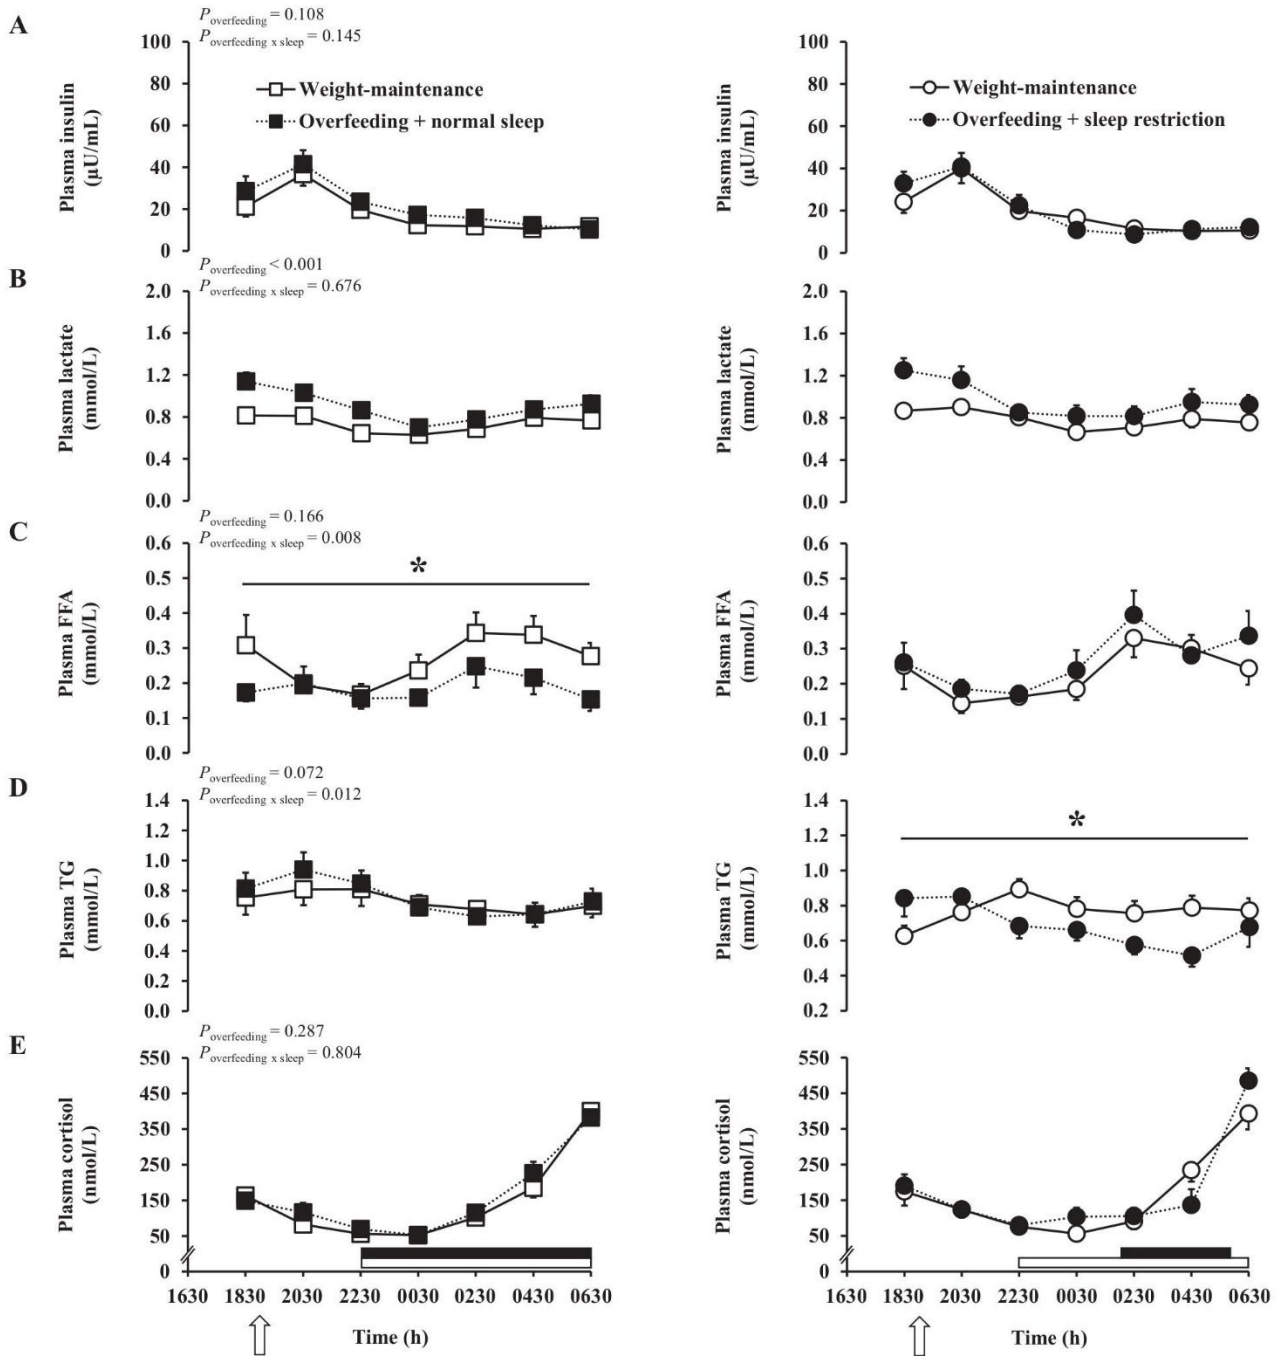 A
P overfeeding = 0.108
P overfeeding x sleep = 0.145
Plasma insulin
(µU/mL)
100
80
60
40
20
0
Weight-maintenance
Overfeeding + normal sleep
Plasma insulin
(µU/mL)
100
80
60
40
20
0
Weight-maintenance
Overfeeding + sleep restriction
B
P overfeeding < 0.001
P overfeeding x sleep = 0.676
Plasma lactate
(mmol/L)
2.0
1.6
1.2
0.8
0.4
0.0
Plasma lactate
(mmol/L)
2.0
1.6
1.2
0.8
0.4
0.0
C
P overfeeding = 0.166
P overfeeding x sleep = 0.008
Plasma FFA
(mmol/L)
0.6
0.5
0.4
0.3
0.2
0.1
0.0
*
Plasma FFA
(mmol/L)
0.6
0.5
0.4
0.3
0.2
0.1
0.0
D
P overfeeding = 0.072
P overfeeding x sleep = 0.012
Plasma TG
(mmol/L)
1.4
1.2
1.0
0.8
0.6
0.4
0.2
0.0
Plasma TG
(mmol/L)
1.4
1.2
1.0
0.8
0.6
0.4
0.2
*
E
P overfeeding = 0.287
P overfeeding x sleep = 0.804
Plasma cortisol
(nmol/L)
550
450
350
250
150
50
0
1630 1830 2030 2230 0030 0230 0430 0630
Time (h)
Plasma cortisol
(nmol/L)
550
450
350
250
150
50
0
1630 1830 2030 2230 0030 0230 0430 0630
Time (h)